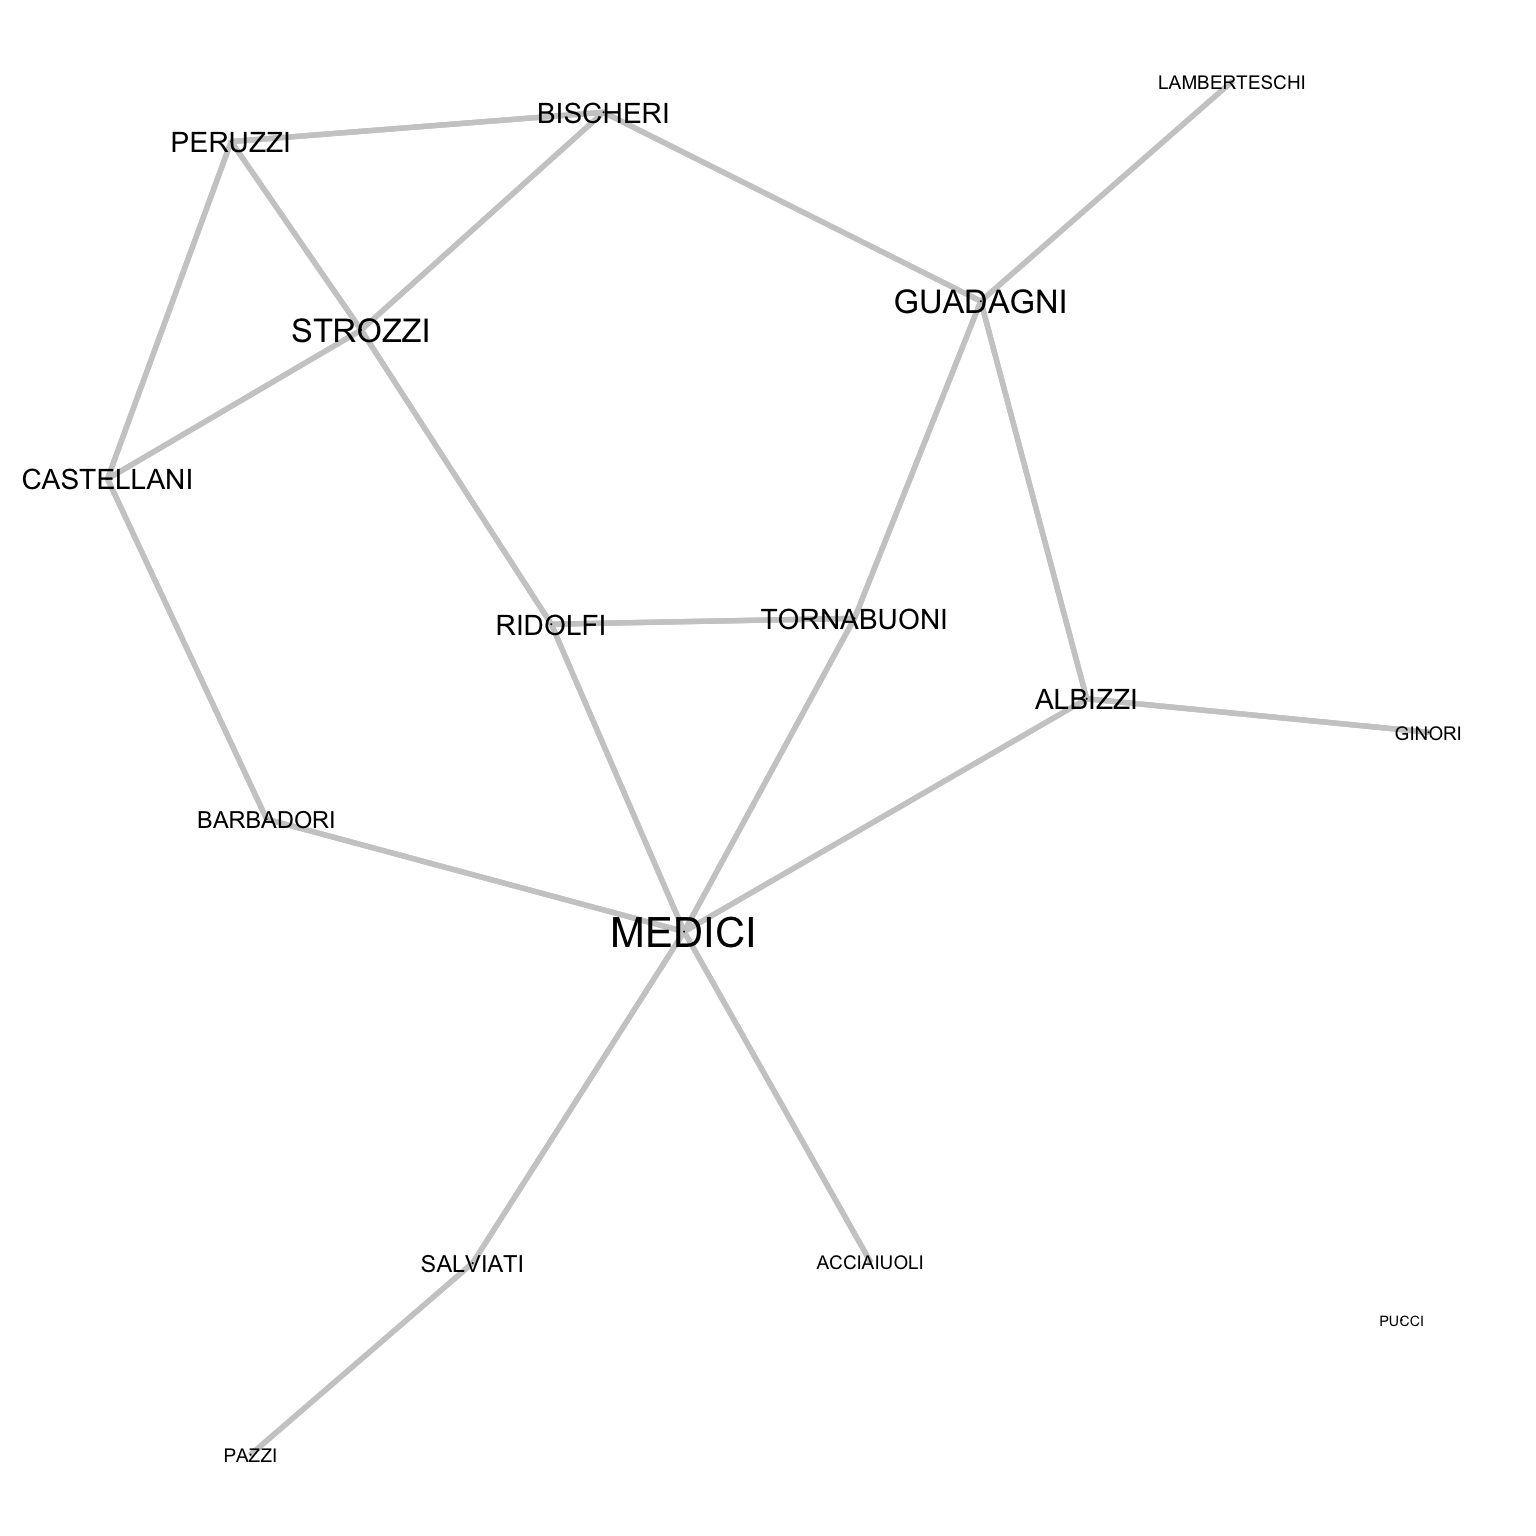 LAMBERTESCHI
BISCHERI
PERUZZI
GUADAGNI
STROZZI
CASTELLANI
RIDOLFI
TORNABUONI
ALBIZZI
GINORI
BARBADORI
MEDICI
SALVIATI
ACCIAIUOLI
PUCCI
PAZZI